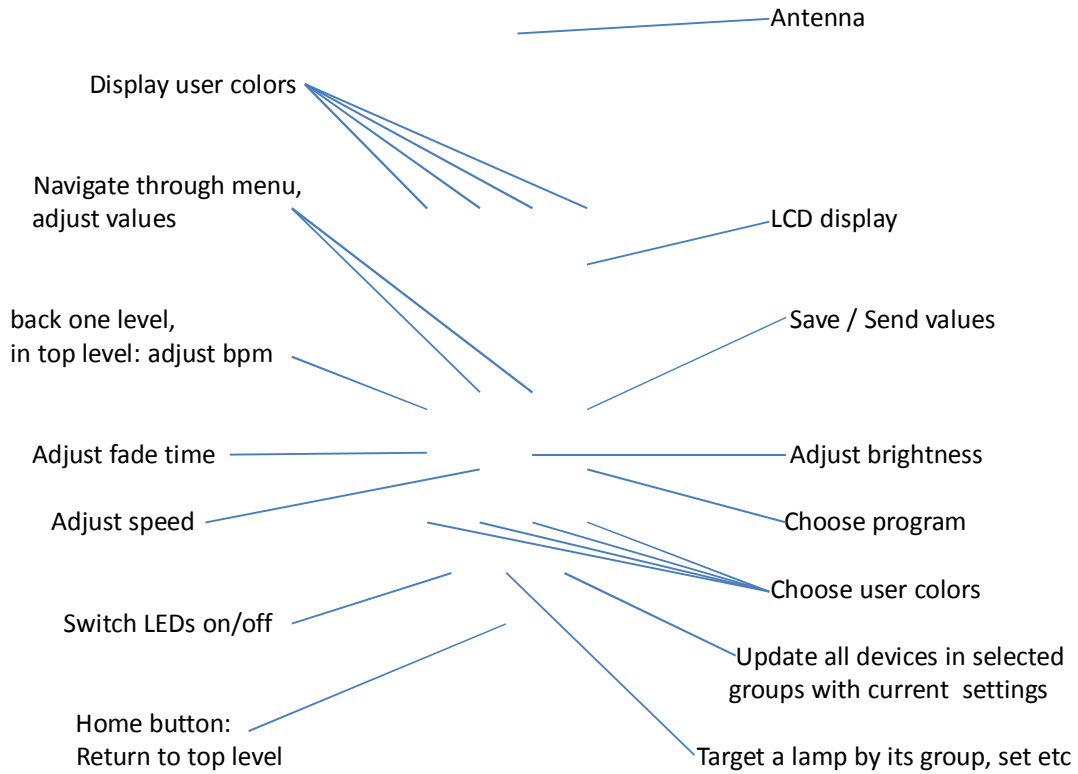 Antenna
Display user colors
Navigate through menu,
adjust values
LCD display
back one level,
in top level: adjust bpm
Save / Send values
Adjust fade time
Adjust brightness
Adjust speed
Choose program
Choose user colors
Switch LEDs on/off
Update all devices in selected
groups with current settings
Home button:
Return to top level
Target a lamp by its group, set etc